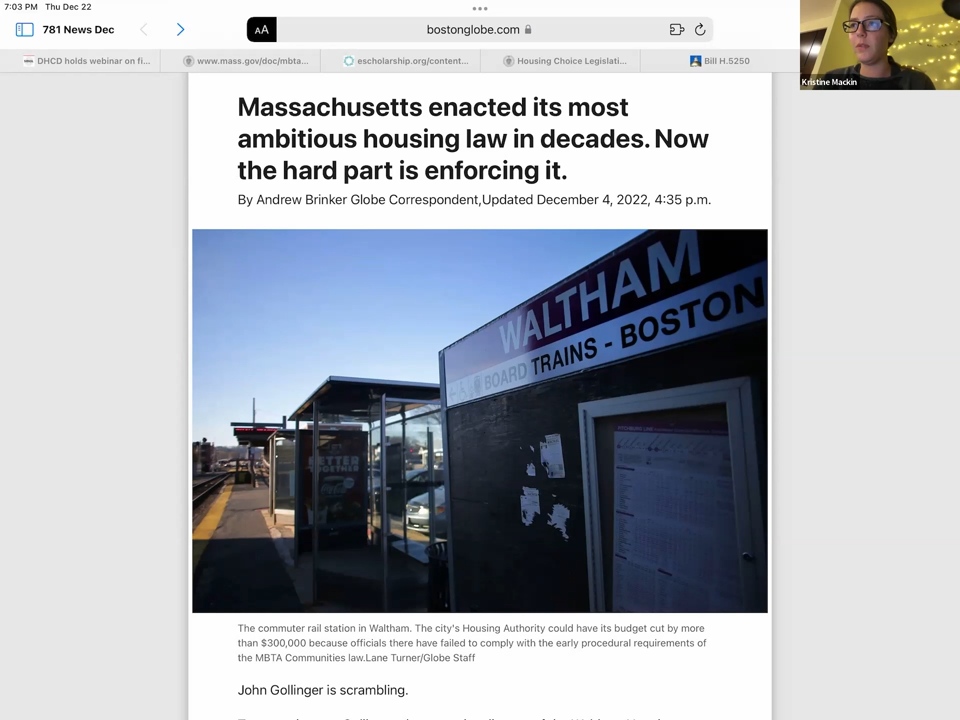 7:03 PM Thu Dec 22
781 News Dec
AA
bostonglobe.com
DHCD holds webinar on fi...
www.mass.gov/doc/mbta...
escholarship.org/content...
Housing Choice Legislati...
Bill H.5250
Kristine Mackin
Massachusetts enacted its most
ambitious housing law in decades. Now
the hard part is enforcing it.
By Andrew Brinker Globe Correspondent,Updated December 4, 2022, 4:35 p.m.
WALTHAM
BOARD TRAINS - BOSTON
BETTER
TOGETHER
The commuter rail station in Waltham. The city's Housing Authority could have its budget cut by more
than $300,000 because officials there have failed to comply with the early procedural requirements of
the MBTA Communities law.Lane Turner/Globe Staff
John Gollinger is scrambling.